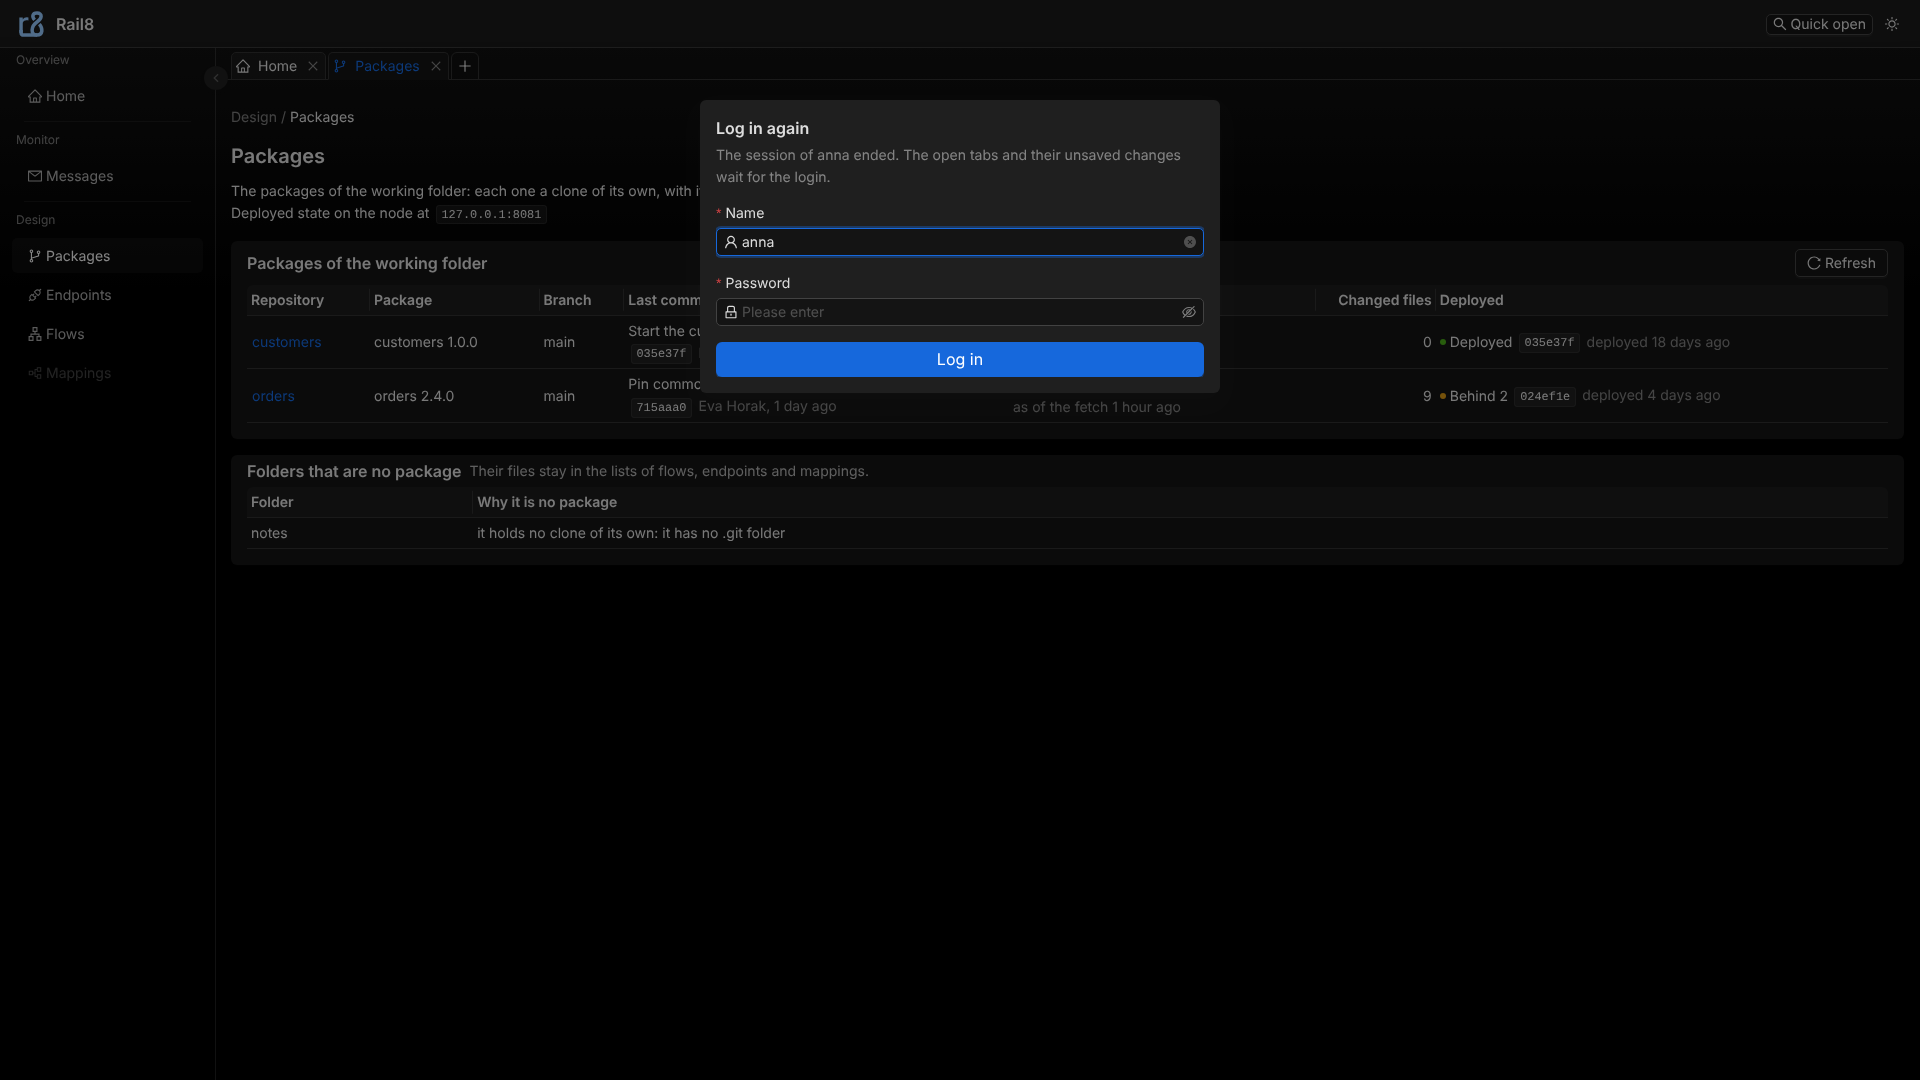 r8 Rail8
Quick open
Overview
Home
Monitor
Messages
Design
Packages
Endpoints
Flows
Mappings
Home
Packages
Design / Packages
Packages
The packages of the working folder: each one a clone of its own, with i
Deployed state on the node at 127.0.0.1:8081
Packages of the working folder
Refresh
Repository Package Branch Last comm Changed files Deployed
customers customers 1.0.0 main Start the cu 035e37f 0 Deployed 035e37f deployed 18 days ago
orders orders 2.4.0 main Pin commo 715aaa0 Eva Horak, 1 day ago as of the fetch 1 hour ago 9 Behind 2 024ef1e deployed 4 days ago
Folders that are no package Their files stay in the lists of flows, endpoints and mappings.
Folder Why it is no package
notes it holds no clone of its own: it has no .git folder
Log in again
The session of anna ended. The open tabs and their unsaved changes
wait for the login.
* Name
anna
* Password
Please enter
Log in